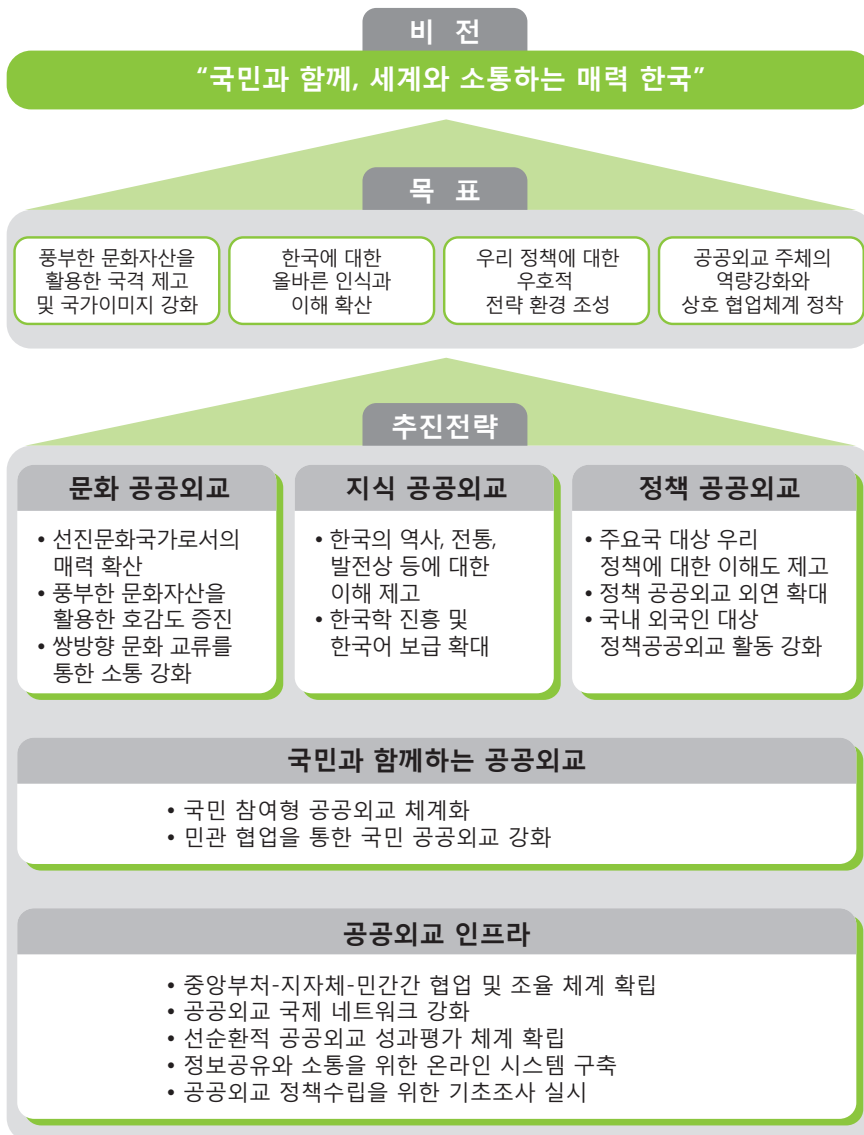 비 전
“국민과 함께, 세계와 소통하는 매력 한국”
목 표
풍부한 문화자산을
활용한 국격 제고
및 국가이미지 강화
한국에 대한
올바른 인식과
이해 확산
우리 정책에 대한
우호적
전략 환경 조성
공공외교 주체의
역량강화와
상호 협업체계 정착
추진전략
문화 공공외교
• 선진문화국가로서의
매력 확산
• 풍부한 문화자산을
활용한 호감도 증진
• 쌍방향 문화 교류를
통한 소통 강화
지식 공공외교
• 한국의 역사, 전통,
발전상 등에 대한
이해 제고
• 한국학 진흥 및
한국어 보급 확대
정책 공공외교
• 주요국 대상 우리
정책에 대한 이해도 제고
• 정책 공공외교 외연 확대
• 국내 외국인 대상
정책공공외교 활동 강화
국민과 함께하는 공공외교
• 국민 참여형 공공외교 체계화
• 민관 협업을 통한 국민 공공외교 강화
공공외교 인프라
• 중앙부처-지자체-민간간 협업 및 조율 체계 확립
• 공공외교 국제 네트워크 강화
• 선순환적 공공외교 성과평가 체계 확립
• 정보공유와 소통을 위한 온라인 시스템 구축
• 공공외교 정책수립을 위한 기초조사 실시